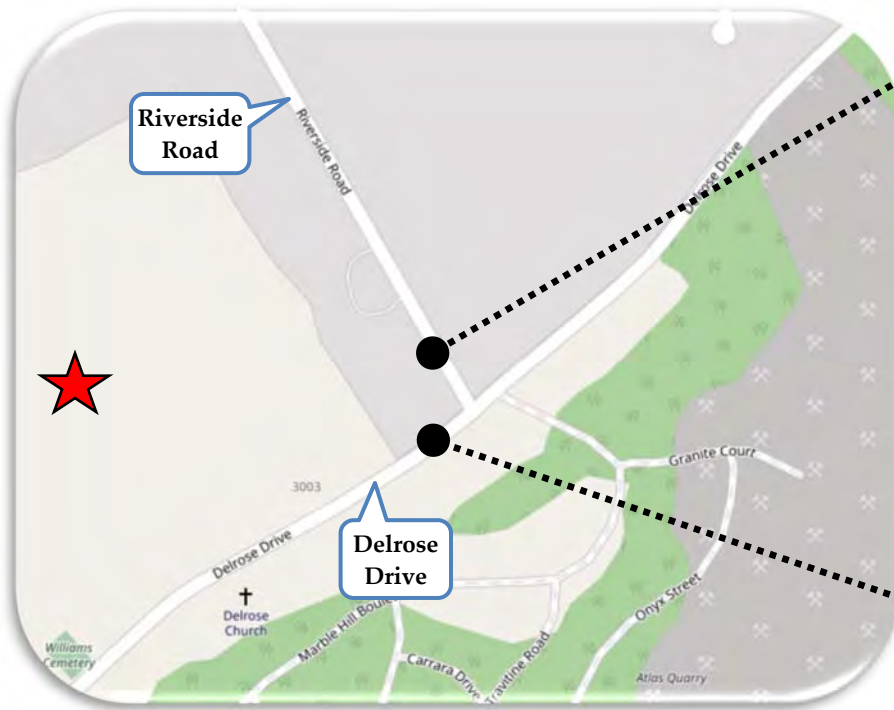 Riverside
Road
Riverside Road
Delrose Drive
Granite Court
3003
Delrose
Drive
Delrose Drive
Onyx Street
Delrose
Church
Marble Hill Boule
Williams
Cemetery
Carrara Drive
Travitine Road
Atlas Quarry